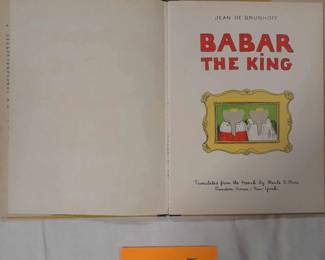 JEAN DE BRUNHOFF
BABAR
THE KING
Translated from the French by Merle S. Haas
Random House - New York.